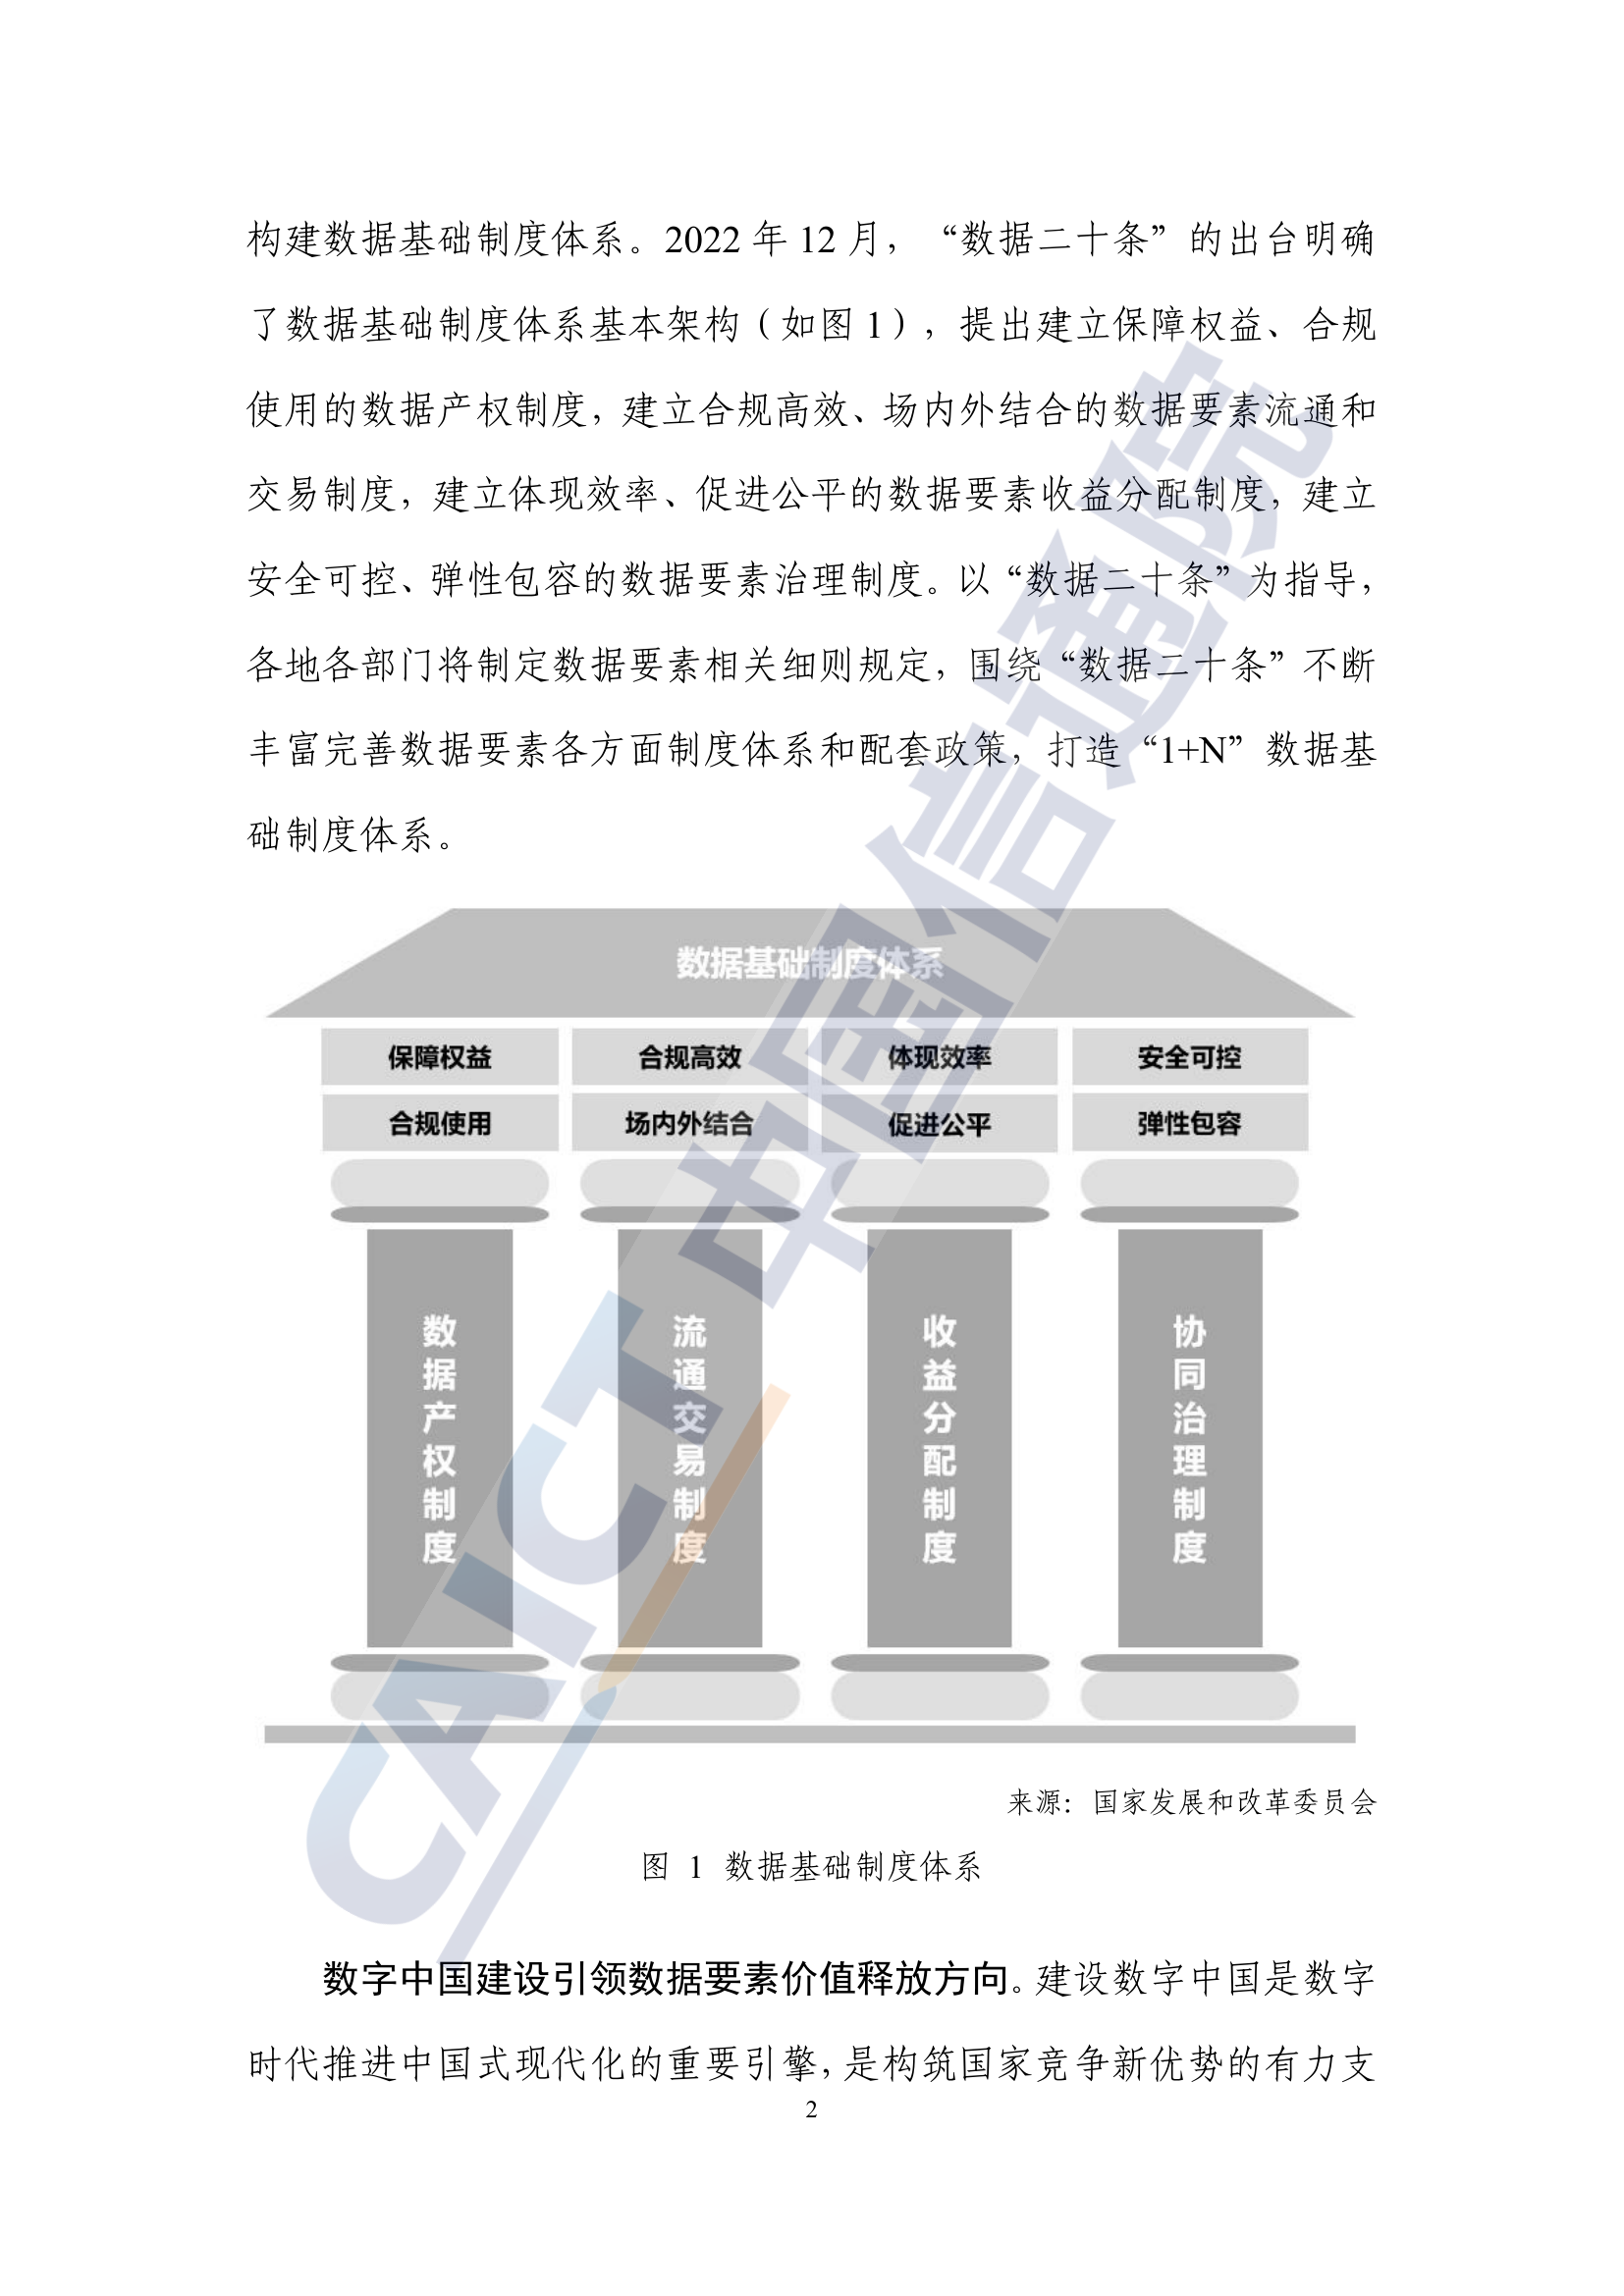 构建数据基础制度体系。2022 年 12 月，“数据二十条”的出台明确
了数据基础制度体系基本架构（如图 1），提出建立保障权益、合规
使用的数据产权制度，建立合规高效、场内外结合的数据要素流通和
交易制度，建立体现效率、促进公平的数据要素收益分配制度，建立
安全可控、弹性包容的数据要素治理制度。以“数据二十条”为指导，
各地各部门将制定数据要素相关细则规定，围绕“数据二十条”不断
丰富完善数据要素各方面制度体系和配套政策，打造“1+N”数据基
础制度体系。
数据基础制度体系
保障权益 合规高效 体现效率 安全可控
合规使用 场内外结合 促进公平 弹性包容
数据产权制度
流通交易制度
收益分配制度
协同治理制度
CAICT 中国信通院
来源：国家发展和改革委员会
图 1 数据基础制度体系
数字中国建设引领数据要素价值释放方向。建设数字中国是数字
时代推进中国式现代化的重要引擎，是构筑国家竞争新优势的有力支
2